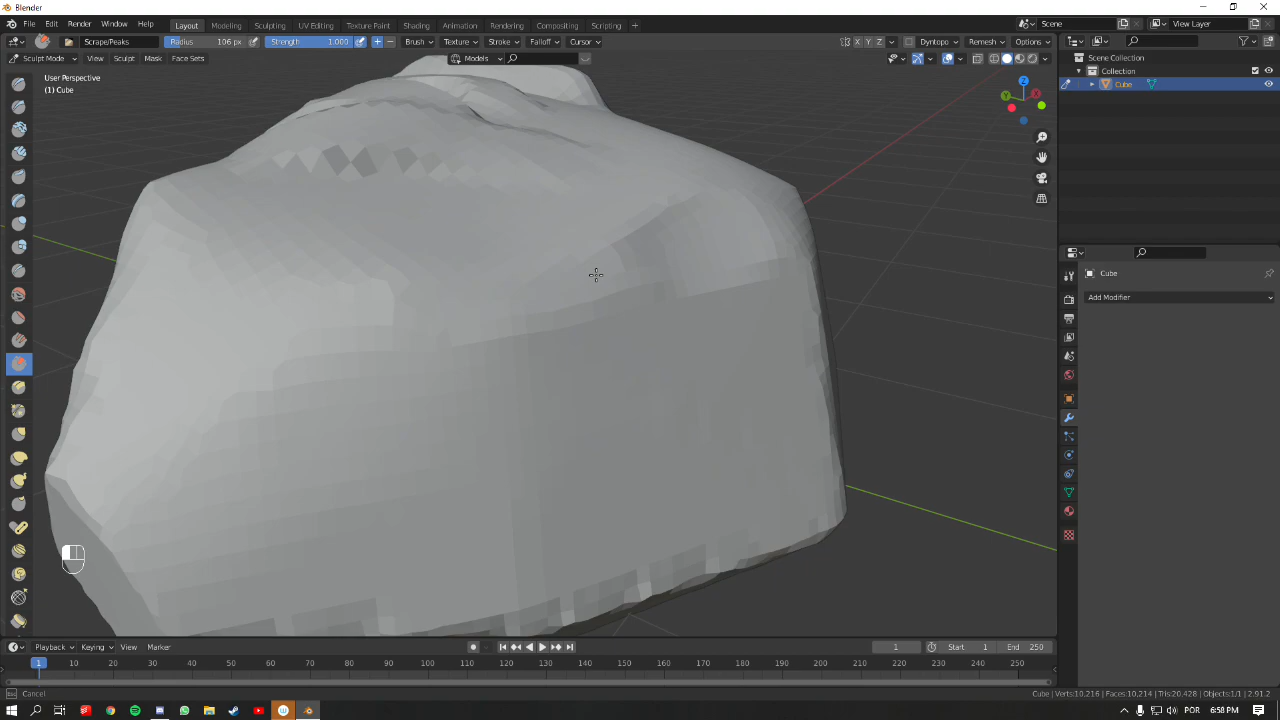 Blender
File Edit Render Window Help Layout Modeling Sculpting UV Editing Texture Paint Shading Animation Rendering Compositing Scripting + Scene View Layer
Scrape/Peaks Radius 106 px Strength 1.000 Brush Texture Stroke Falloff Cursor X Y Z Dyntopo Remesh Options
Sculpt Mode View Sculpt Mask Face Sets Models
Scene Collection
Collection
Cube
User Perspective
(1) Cube
Z
Y
X
Cube
Add Modifier
Playback Keying View Marker 1 Start 1 End 250
1 10 20 30 40 50 60 70 80 90 100 110 120 130 140 150 160 170 180 190 200 210 220 230 240 250
Cancel Cube | Verts:10,216 | Faces:10,214 | Tris:20,428 | Objects:1/1 | 2.91.2
POR 6:58 PM